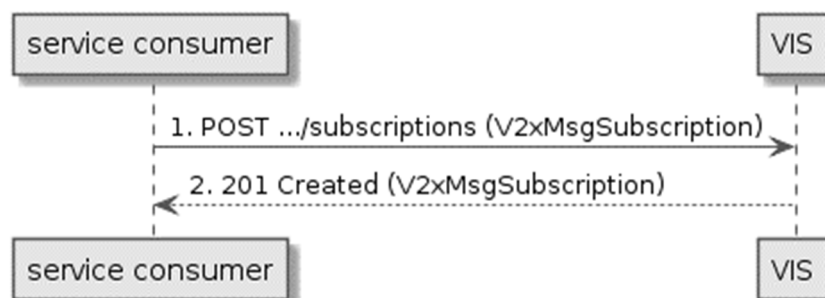 service consumer
VIS
1. POST .../subscriptions (V2xMsgSubscription)
2. 201 Created (V2xMsgSubscription)
service consumer
VIS